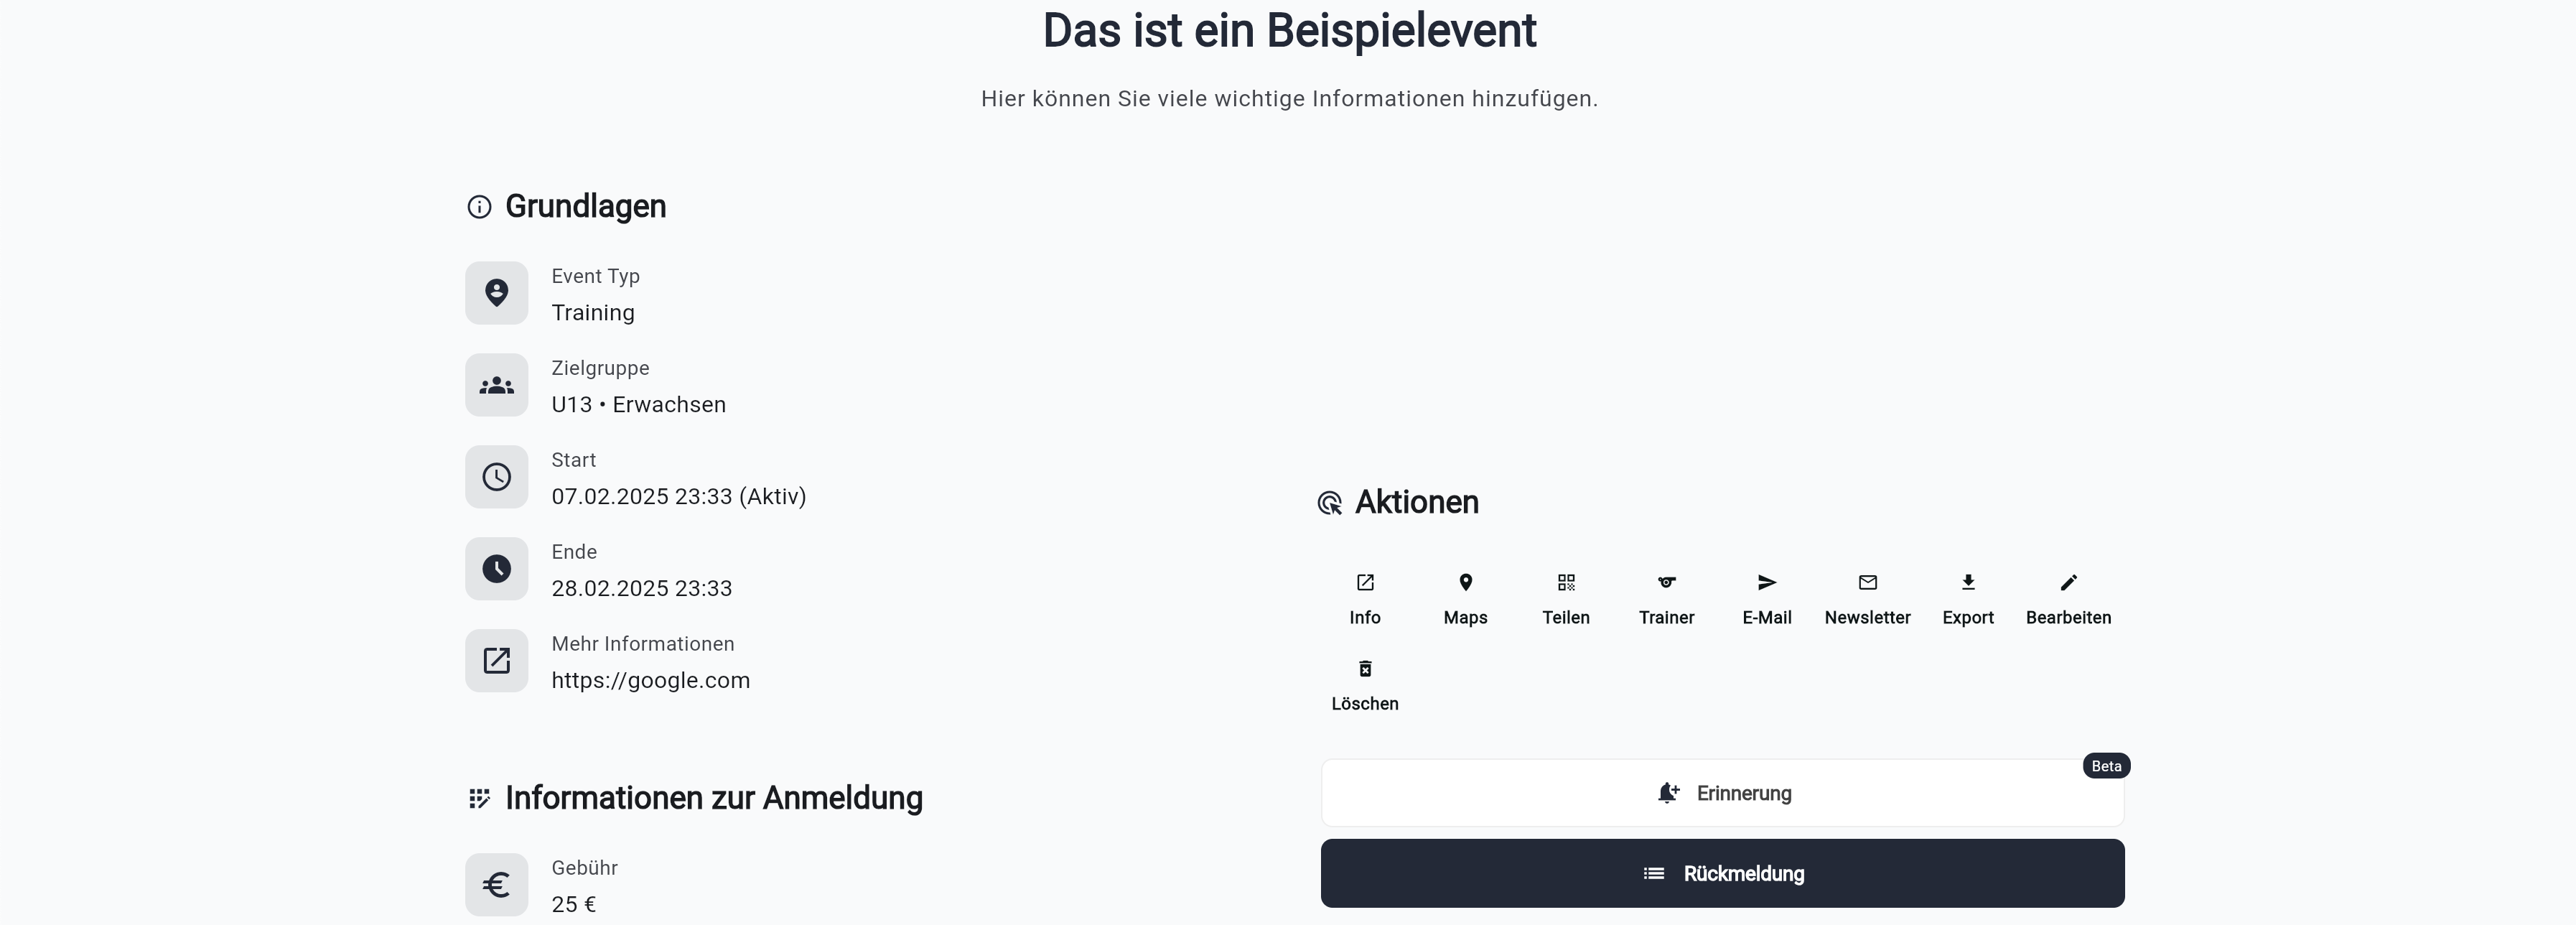 Das ist ein Beispielevent
Hier können Sie viele wichtige Informationen hinzufügen.
Grundlagen
Event Typ
Training
Zielgruppe
U13 • Erwachsen
Start
07.02.2025 23:33 (Aktiv)
Ende
28.02.2025 23:33
Mehr Informationen
https://google.com
Informationen zur Anmeldung
Gebühr
25 €
Aktionen
Info Maps Teilen Trainer E-Mail Newsletter Export Bearbeiten
Löschen
Beta
Erinnerung
Rückmeldung